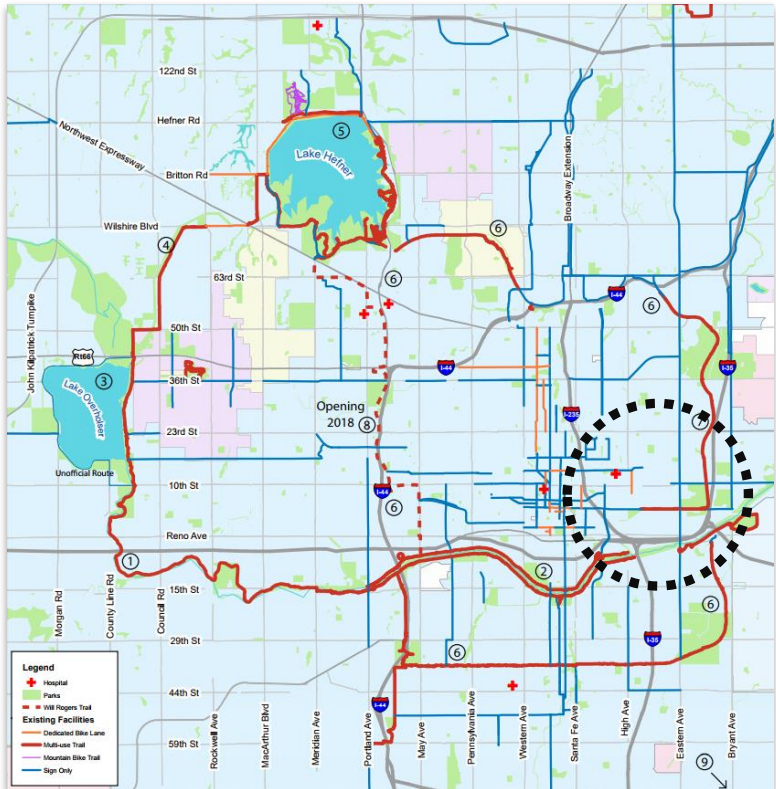 122nd St
Hefner Rd
Northwest Expressway
5
Lake Hefner
Britton Rd
Broadway Extension
Wilshire Blvd
6
4
63rd St
6
I-44
6
John Kilpatrick Turnpike
50th St
Rt66
I-44
I-35
3
36th St
Lake Overholser
Opening
2018
8
I-235
7
23rd St
Unofficial Route
10th St
I-44
6
Reno Ave
1
2
15th St
Morgan Rd
County Line Rd
Council Rd
6
29th St
6
I-35
Legend
Hospital
Parks
Will Rogers Trail
Existing Facilities
Dedicated Bike Lane
Multi-use Trail
Mountain Bike Trail
Sign Only
44th St
I-44
59th St
Rockwell Ave
MacArthur Blvd
Meridian Ave
Portland Ave
May Ave
Pennsylvania Ave
Western Ave
Santa Fe Ave
High Ave
Eastern Ave
Bryant Ave
9